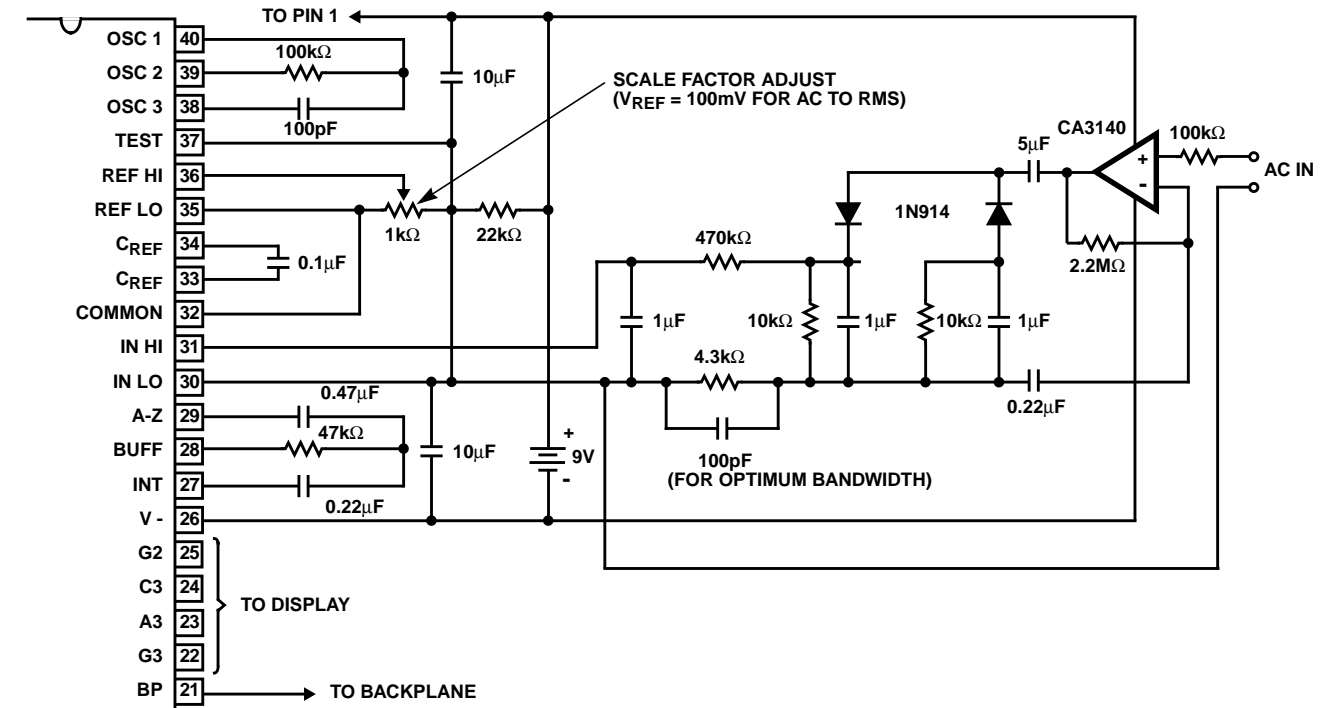 TO PIN 1
OSC 1 40
100kΩ
OSC 2 39
OSC 3 38
100pF
TEST 37
REF HI 36
REF LO 35
1kΩ
22kΩ
CREF 34
0.1μF
CREF 33
COMMON 32
IN HI 31
IN LO 30
0.47μF
A-Z 29
47kΩ
BUFF 28
INT 27
0.22μF
V - 26
G2 25
C3 24
A3 23
G3 22
BP 21
TO DISPLAY
TO BACKPLANE
10μF
SCALE FACTOR ADJUST
(VREF = 100mV FOR AC TO RMS)
10μF
+
9V
-
CA3140
100kΩ
5μF
+
-
AC IN
1N914
470kΩ
2.2MΩ
1μF
10kΩ
1μF
10kΩ
1μF
4.3kΩ
0.22μF
100pF
(FOR OPTIMUM BANDWIDTH)